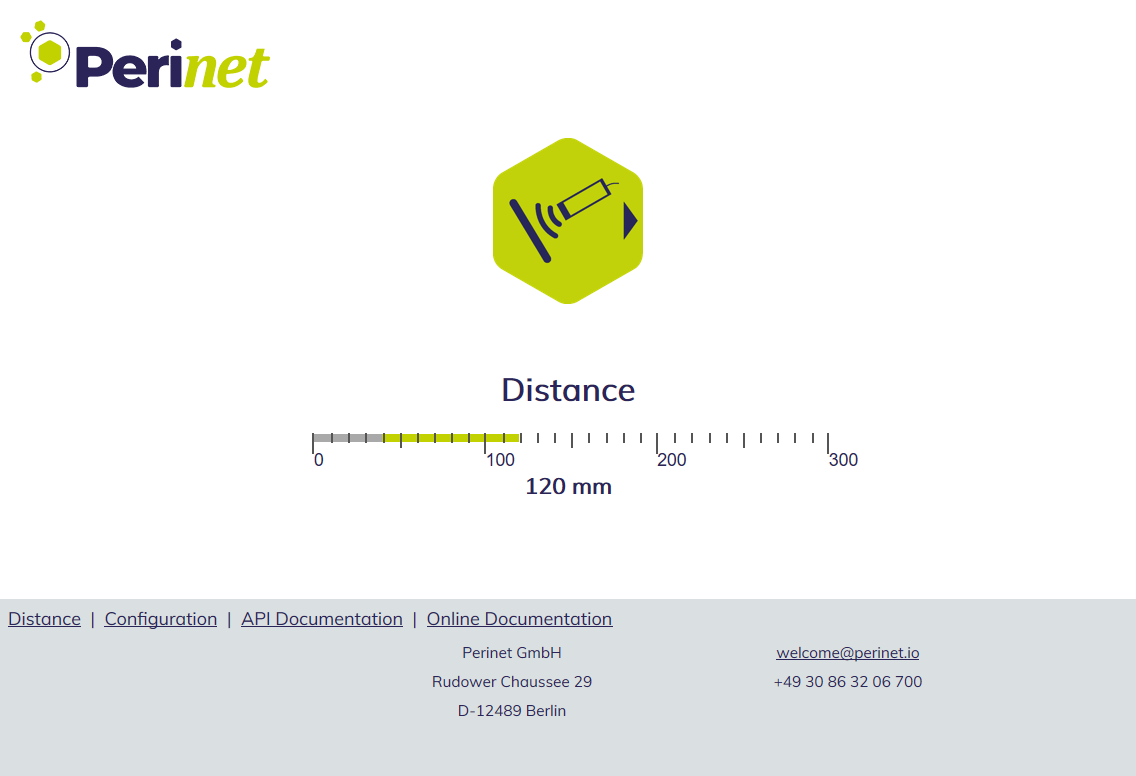 Perinet
Distance
0 100 200 300
120 mm
Distance | Configuration | API Documentation | Online Documentation
Perinet GmbH welcome@perinet.io
Rudower Chaussee 29 +49 30 86 32 06 700
D-12489 Berlin